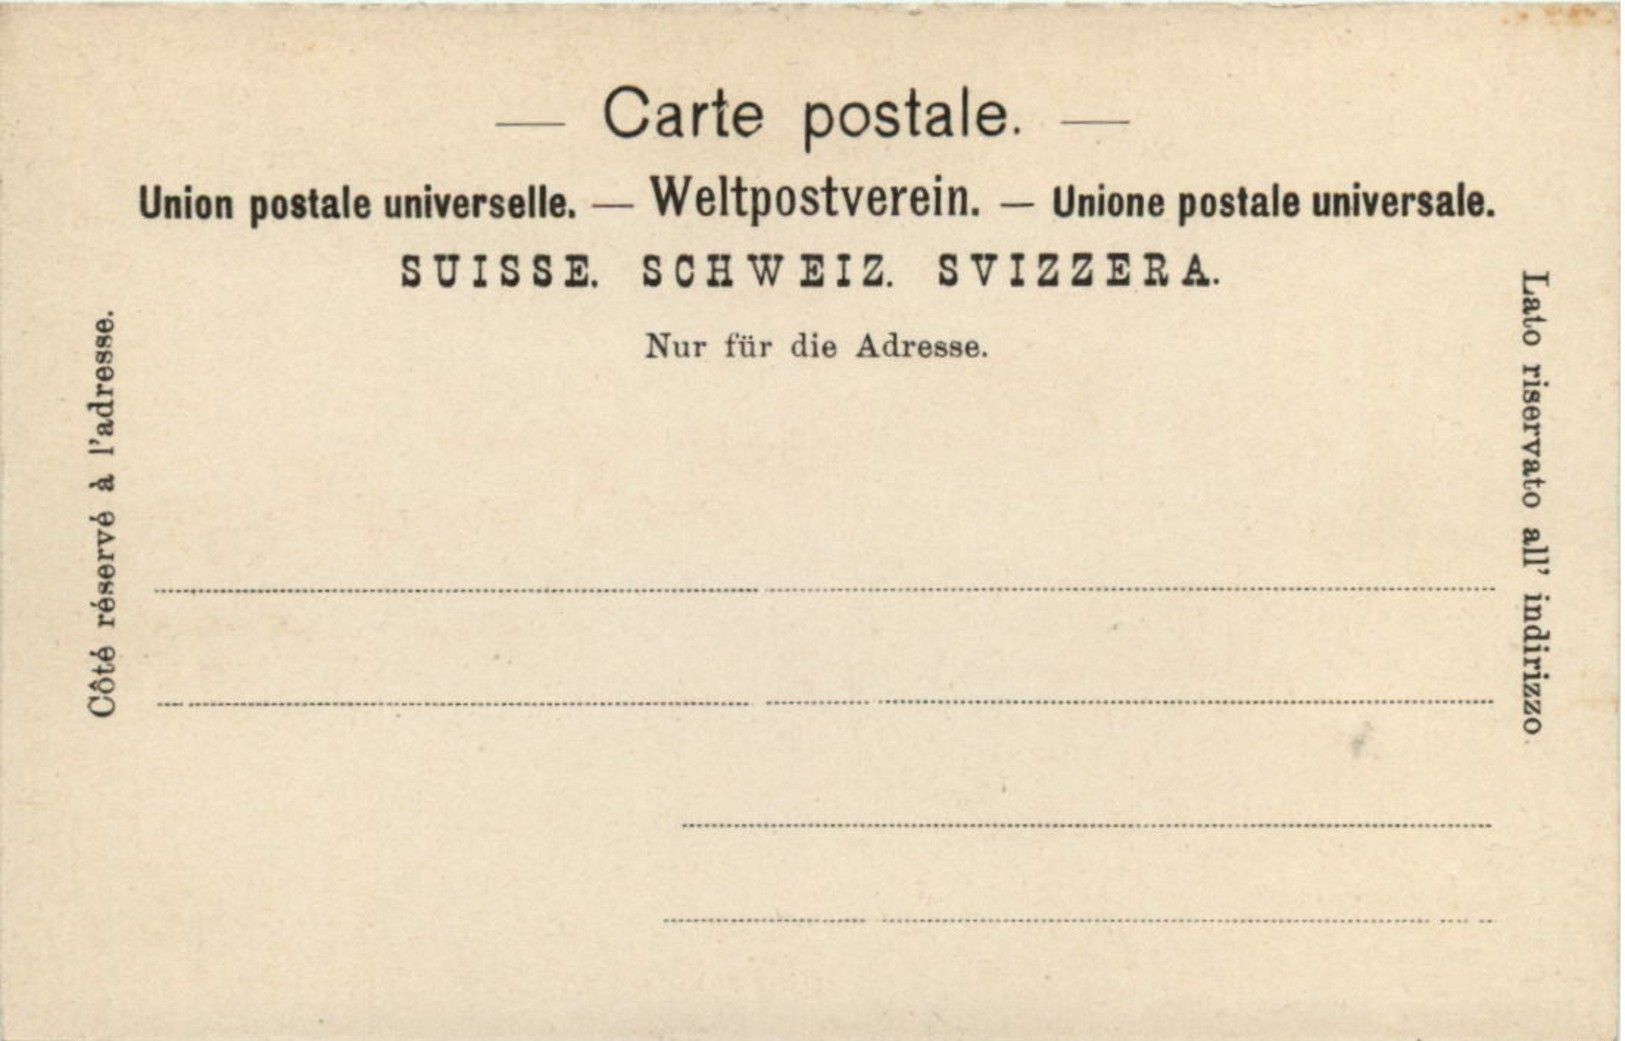 — Carte postale. —
Union postale universelle. — Weltpostverein. — Unione postale universale.
SUISSE. SCHWEIZ. SVIZZERA.
Nur für die Adresse.
Côté réservé à l'adresse.
Lato riservato all' indirizzo